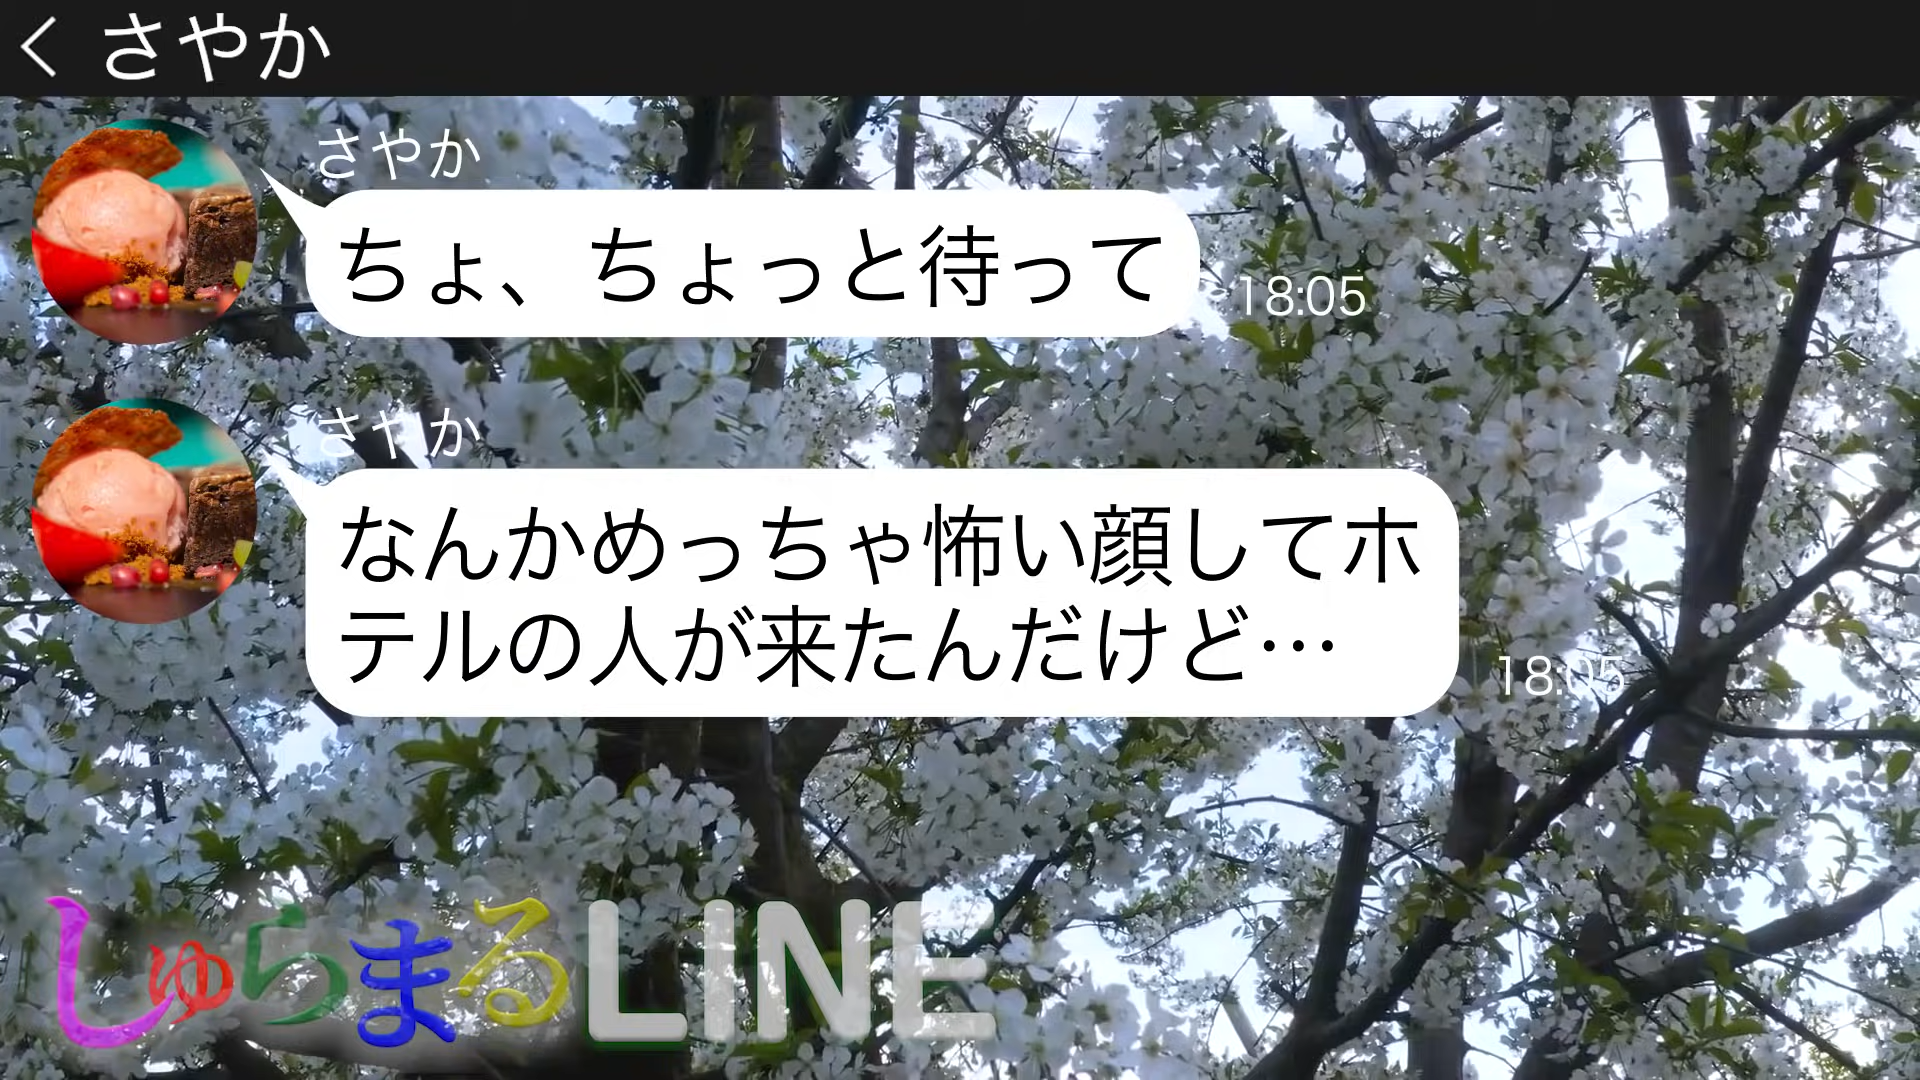 さやか
さやか
ちょ、ちょっと待って
18:05
さやか
なんかめっちゃ怖い顔してホ
テルの人が来たんだけど…
18:05
しゅらまるLINE